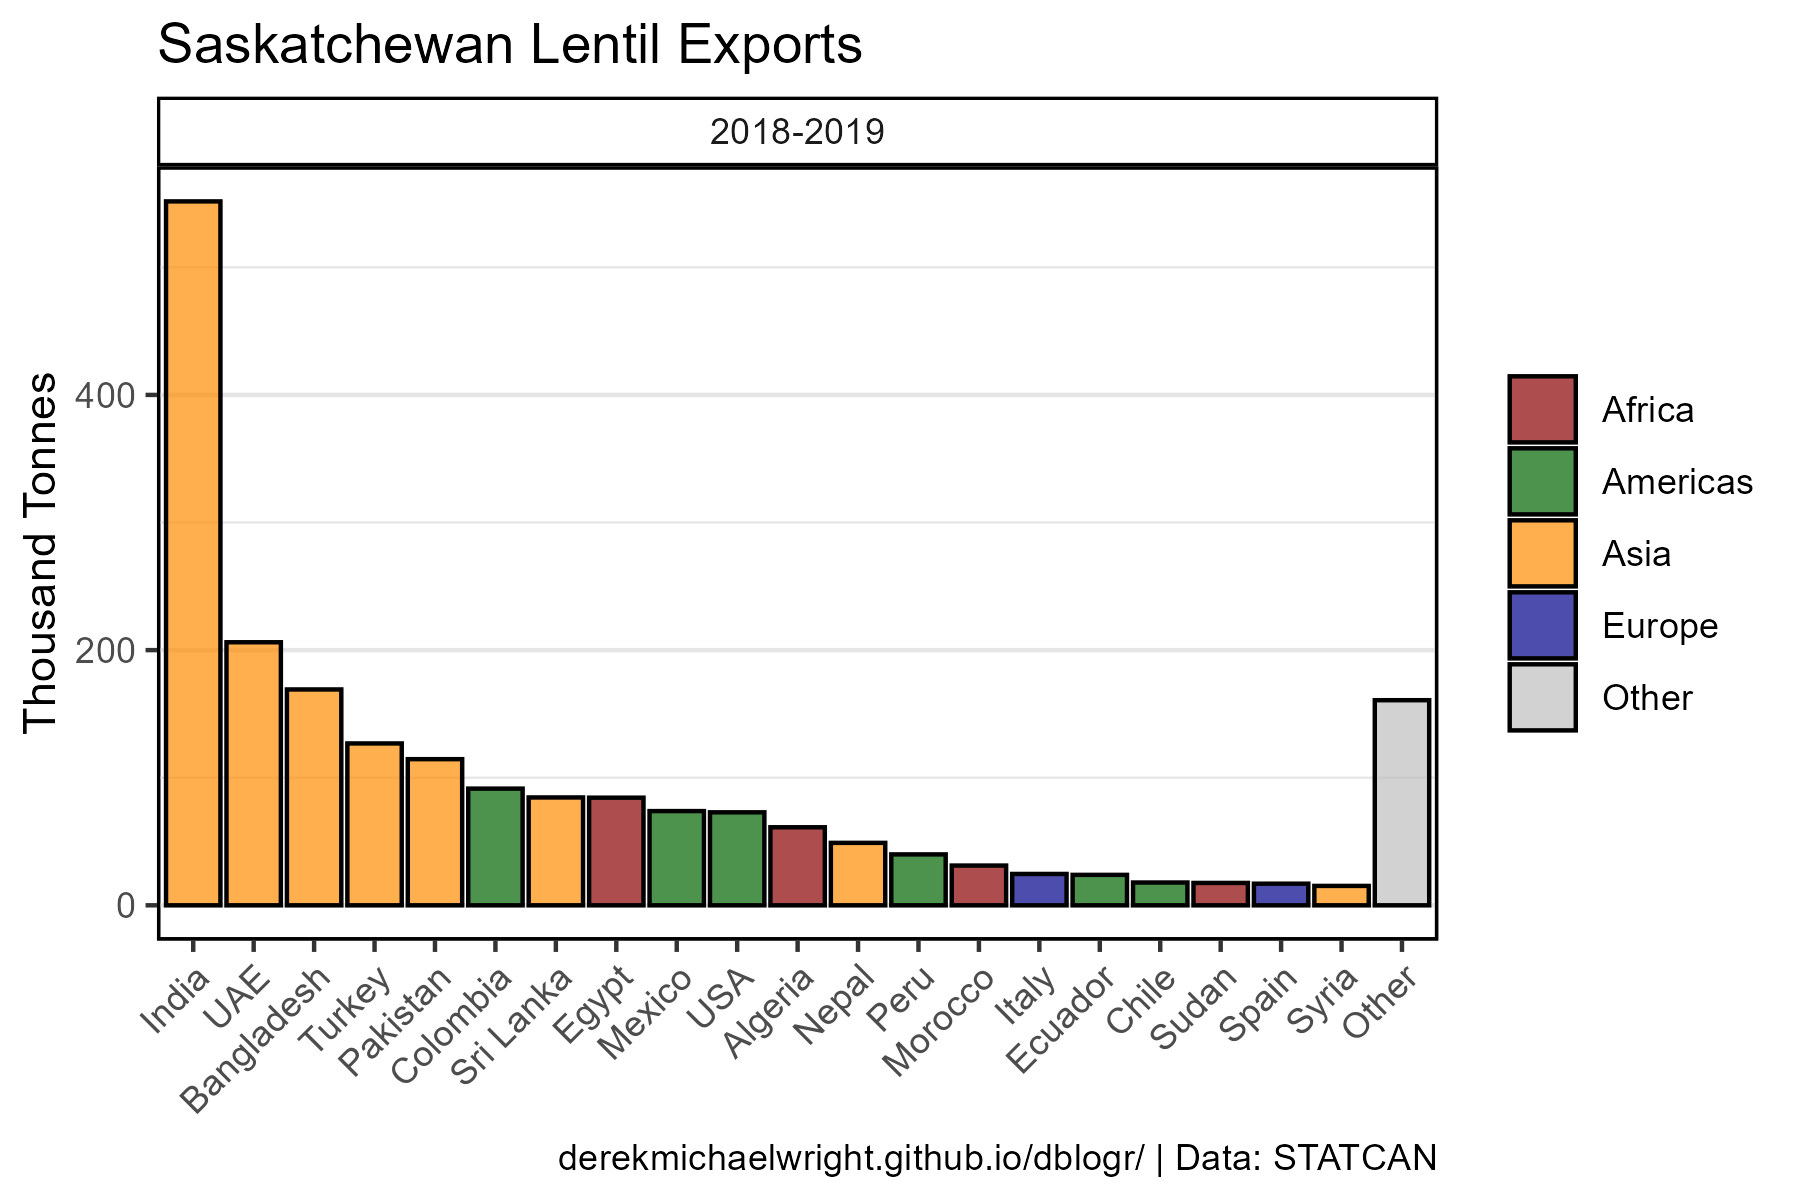 Saskatchewan Lentil Exports
2018-2019
Thousand Tonnes
400
200
0
India
UAE
Bangladesh
Turkey
Pakistan
Colombia
Sri Lanka
Egypt
Mexico
USA
Algeria
Nepal
Peru
Morocco
Italy
Ecuador
Chile
Sudan
Spain
Syria
Other
Africa
Americas
Asia
Europe
Other
derekmichaelwright.github.io/dblogr/ | Data: STATCAN